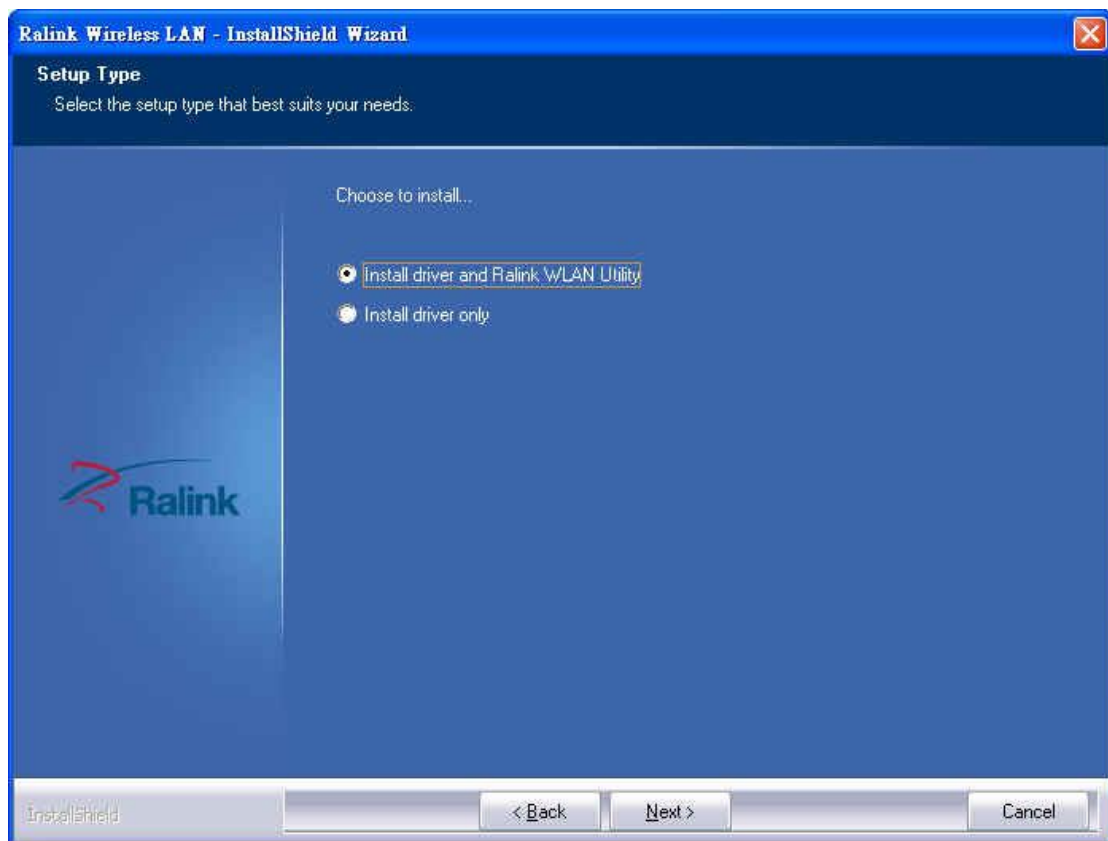 Ralink Wireless LAN - InstallShield Wizard
Setup Type
Select the setup type that best suits your needs.
Choose to install...
Install driver and Ralink WLAN Utility
Install driver only
Ralink
InstallShield
< Back
Next >
Cancel